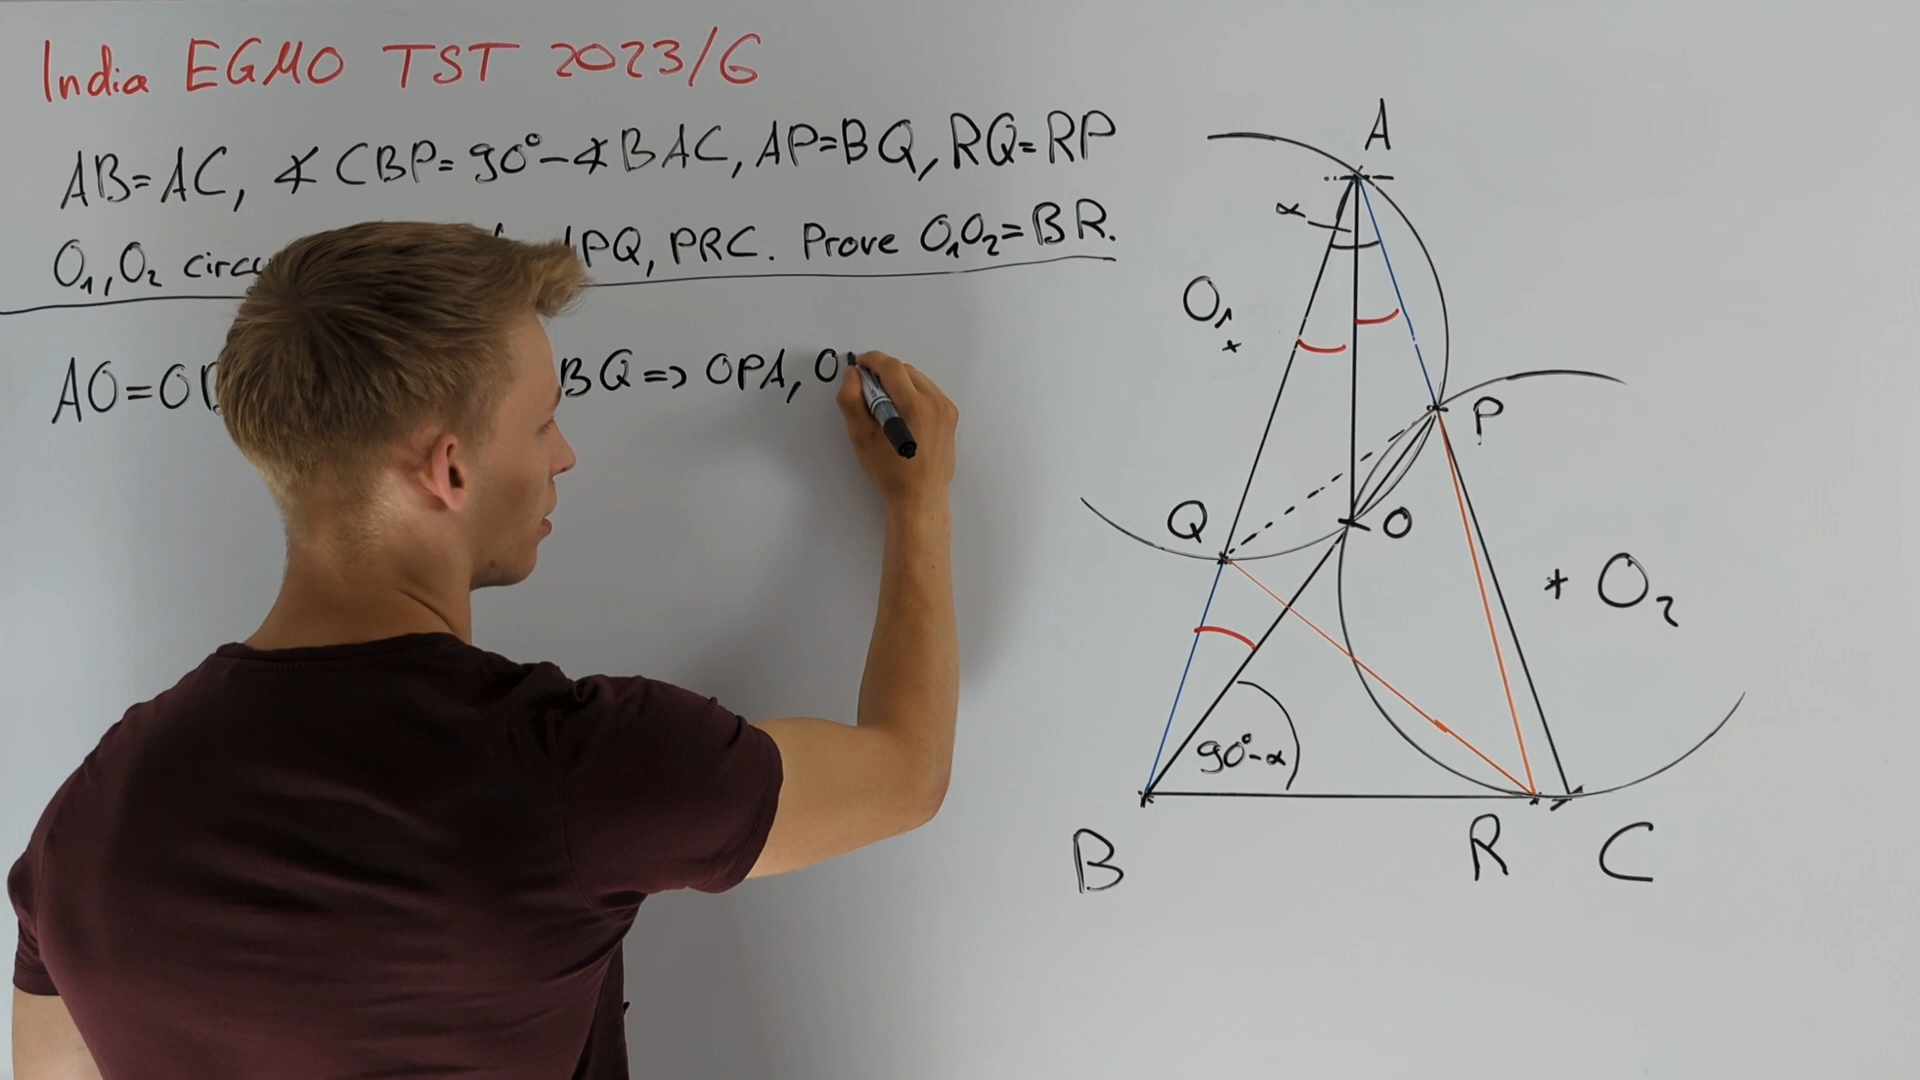 India EGMO TST 2023/6
AB=AC, ∢CBP=90°-∢BAC, AP=BQ, RQ=RP
O₁,O₂ PQ, PRC. Prove O₁O₂=BR.
AO=O BQ => OPA, O
A
α
O₁
P
Q
O
O₂
90°-α
B
R
C